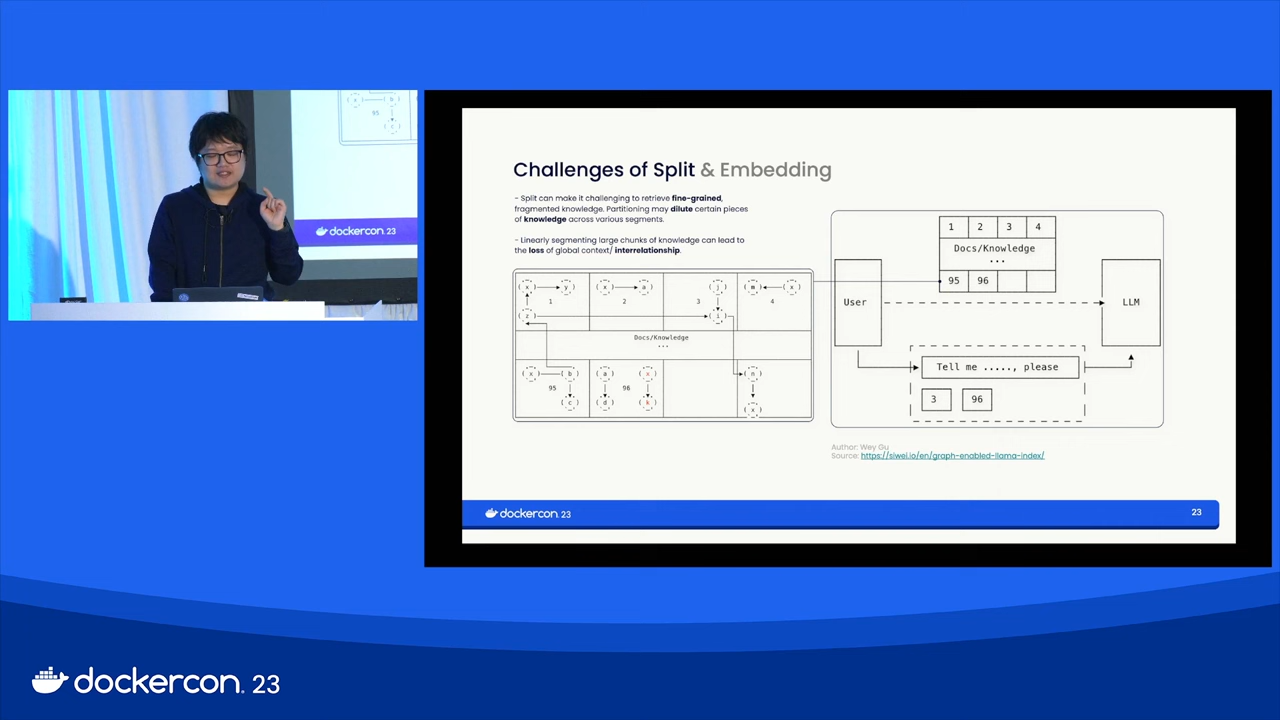 95
dockercon. 23
Challenges of Split & Embedding
- Split can make it challenging to retrieve fine-grained,
fragmented knowledge. Partitioning may dilute certain pieces
of knowledge across various segments.
- Linearly segmenting large chunks of knowledge can lead to
the loss of global context/ interrelationship.
x y x a j m x
1 2 3 4
z i
Docs/Knowledge
...
x b a x n
95 96
c d k x
1 2 3 4
Docs/Knowledge
...
95 96
User LLM
Tell me ....., please
3 96
Author: Wey Gu
Source: https://siwei.io/en/graph-enabled-llama-index/
dockercon. 23
23
dockercon. 23